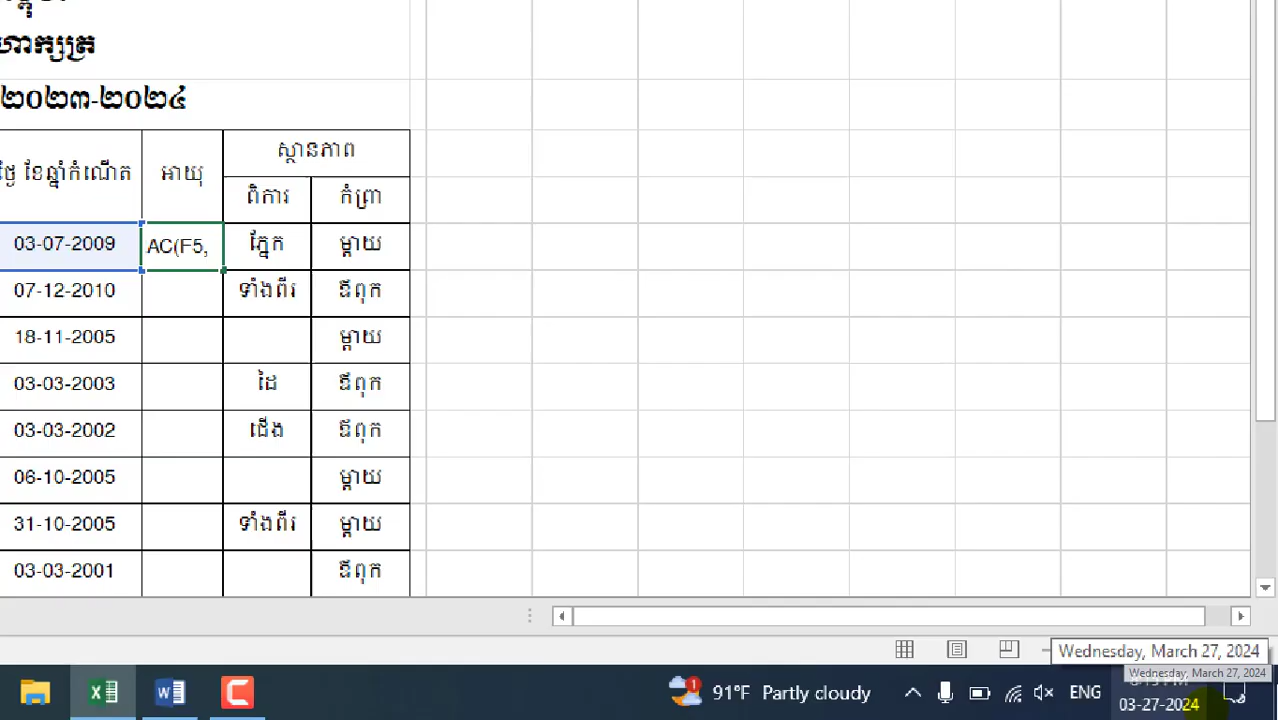 ហាក្សត្រ
២០២៣-២០២៤
ថ្ងៃ ខែឆ្នាំកំណើត អាយុ ស្ថានភាព
ពិការ កំព្រា
03-07-2009 AC(F5, ភ្នែក ម្តាយ
07-12-2010 ទាំងពីរ ឪពុក
18-11-2005 ម្តាយ
03-03-2003 ដៃ ឪពុក
03-03-2002 ជើង ឪពុក
06-10-2005 ម្តាយ
31-10-2005 ទាំងពីរ ម្តាយ
03-03-2001 ឪពុក
Wednesday, March 27, 2024
Wednesday, March 27, 2024
1 91°F Partly cloudy ENG
03-27-2024